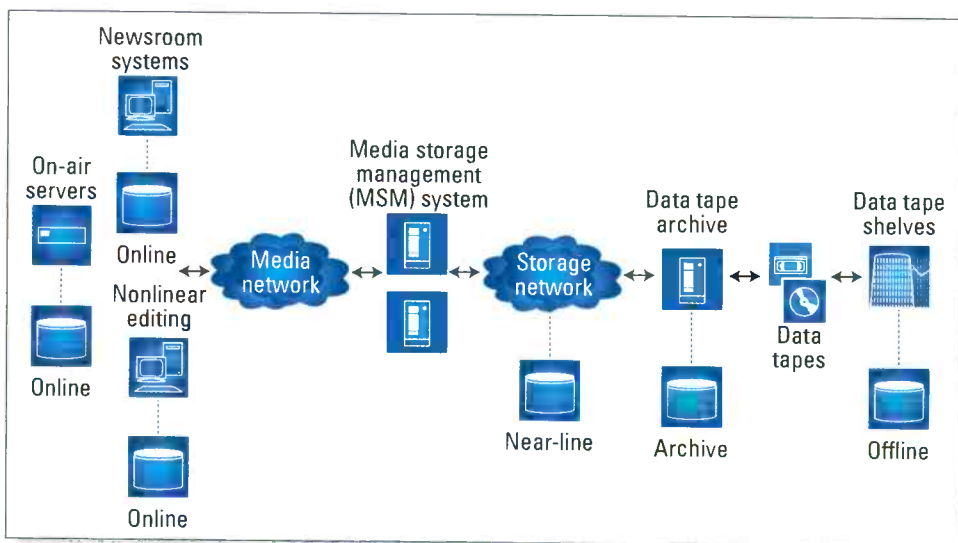 Newsroom
systems
On-air
servers
Online
Online
Nonlinear
editing
Online
Media
network
Media storage
management
(MSM) system
Storage
network
Near-line
Data tape
archive
Archive
Data
tapes
Data tape
shelves
Offline